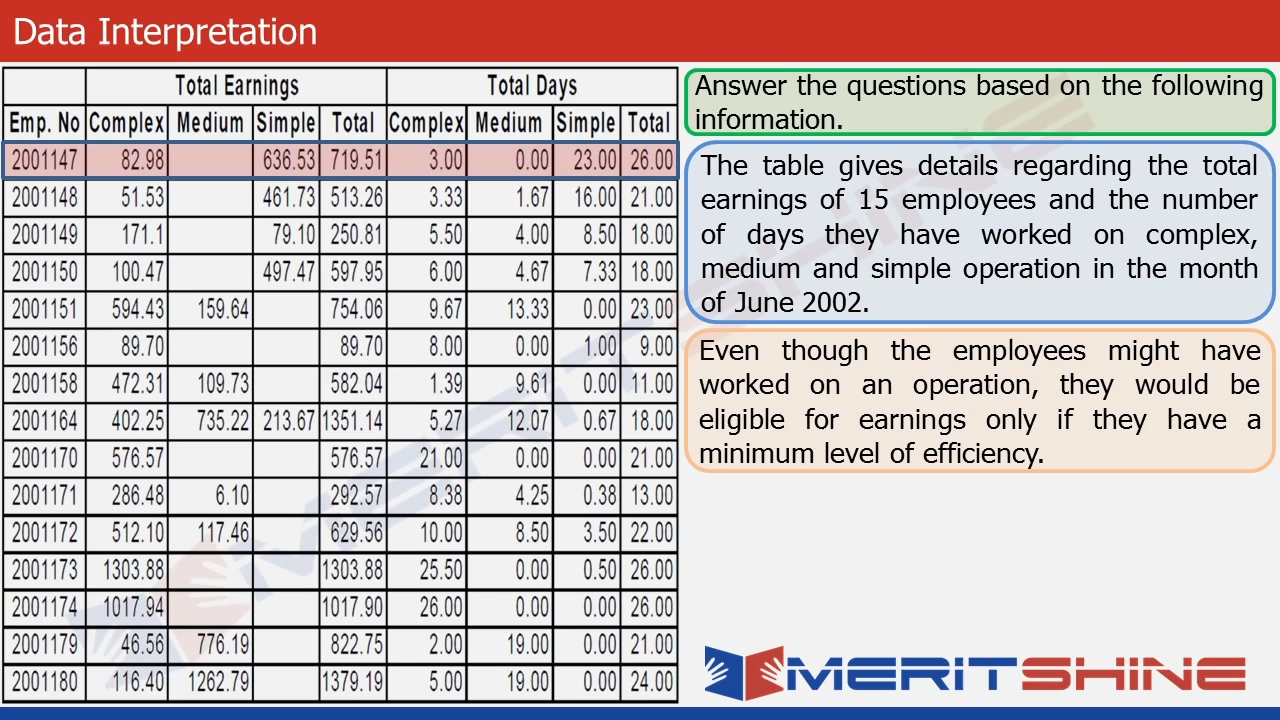 Data Interpretation
Total Earnings Total Days
Emp. No Complex Medium Simple Total Complex Medium Simple Total
2001147 82.98 636.53 719.51 3.00 0.00 23.00 26.00
2001148 51.53 461.73 513.26 3.33 1.67 16.00 21.00
2001149 171.1 79.10 250.81 5.50 4.00 8.50 18.00
2001150 100.47 497.47 597.95 6.00 4.67 7.33 18.00
2001151 594.43 159.64 754.06 9.67 13.33 0.00 23.00
2001156 89.70 89.70 8.00 0.00 1.00 9.00
2001158 472.31 109.73 582.04 1.39 9.61 0.00 11.00
2001164 402.25 735.22 213.67 1351.14 5.27 12.07 0.67 18.00
2001170 576.57 576.57 21.00 0.00 0.00 21.00
2001171 286.48 6.10 292.57 8.38 4.25 0.38 13.00
2001172 512.10 117.46 629.56 10.00 8.50 3.50 22.00
2001173 1303.88 1303.88 25.50 0.00 0.50 26.00
2001174 1017.94 1017.90 26.00 0.00 0.00 26.00
2001179 46.56 776.19 822.75 2.00 19.00 0.00 21.00
2001180 116.40 1262.79 1379.19 5.00 19.00 0.00 24.00
Answer the questions based on the following
information.
The table gives details regarding the total
earnings of 15 employees and the number
of days they have worked on complex,
medium and simple operation in the month
of June 2002.
Even though the employees might have
worked on an operation, they would be
eligible for earnings only if they have a
minimum level of efficiency.
MERITSHINE
MERITSHINE